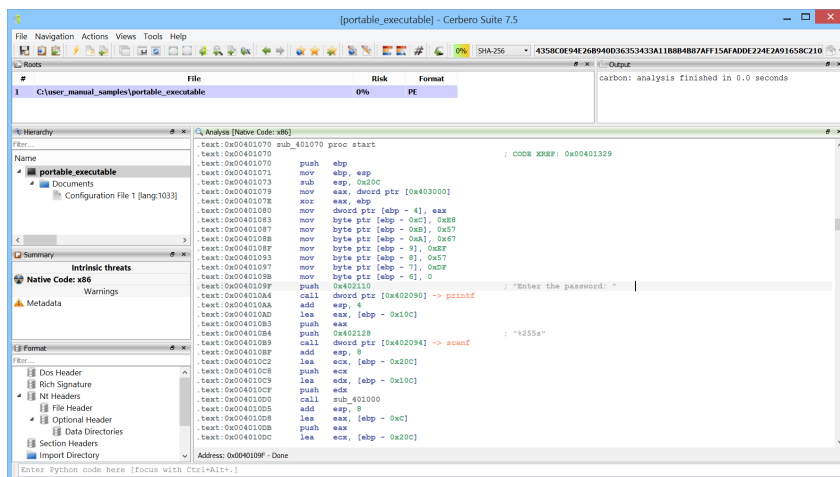 [portable_executable] - Cerbero Suite 7.5
File Navigation Actions Views Tools Help
0% SHA-256 4358C0E94E26B940D36353433A11B8B4B87AFF15AFADDE224E2A91658C210
Roots
Output
# File Risk Format
1 C:\user_manual_samples\portable_executable 0% PE
carbon: analysis finished in 0.0 seconds
Hierarchy
Filter...
Name
portable_executable
Documents
Configuration File 1 [lang:1033]
Summary
Intrinsic threats
Native Code: x86
Warnings
Metadata
Format
Filter...
Dos Header
Rich Signature
Nt Headers
File Header
Optional Header
Data Directories
Section Headers
Import Directory
Analysis [Native Code: x86]
.text:0x00401070 sub_401070 proc start
.text:0x00401070 ; CODE XREF: 0x00401329
.text:0x00401070 push ebp
.text:0x00401071 mov ebp, esp
.text:0x00401073 sub esp, 0x20C
.text:0x00401079 mov eax, dword ptr [0x403000]
.text:0x0040107E xor eax, ebp
.text:0x00401080 mov dword ptr [ebp - 4], eax
.text:0x00401083 mov byte ptr [ebp - 0xC], 0xE8
.text:0x00401087 mov byte ptr [ebp - 0xB], 0x57
.text:0x0040108B mov byte ptr [ebp - 0xA], 0x67
.text:0x0040108F mov byte ptr [ebp - 9], 0xEF
.text:0x00401093 mov byte ptr [ebp - 8], 0x57
.text:0x00401097 mov byte ptr [ebp - 7], 0xDF
.text:0x0040109B mov byte ptr [ebp - 6], 0
.text:0x0040109F push 0x402110 ; "Enter the password: "
.text:0x004010A4 call dword ptr [0x402090] -> printf
.text:0x004010AA add esp, 4
.text:0x004010AD lea eax, [ebp - 0x10C]
.text:0x004010B3 push eax
.text:0x004010B4 push 0x402128 ; "%255s"
.text:0x004010B9 call dword ptr [0x402094] -> scanf
.text:0x004010BF add esp, 8
.text:0x004010C2 lea ecx, [ebp - 0x20C]
.text:0x004010C8 push ecx
.text:0x004010C9 lea edx, [ebp - 0x10C]
.text:0x004010CF push edx
.text:0x004010D0 call sub_401000
.text:0x004010D5 add esp, 8
.text:0x004010D8 lea eax, [ebp - 0xC]
.text:0x004010DB push eax
.text:0x004010DC lea ecx, [ebp - 0x20C]
Address: 0x0040109F - Done
Enter Python code here [focus with Ctrl+Alt+.]